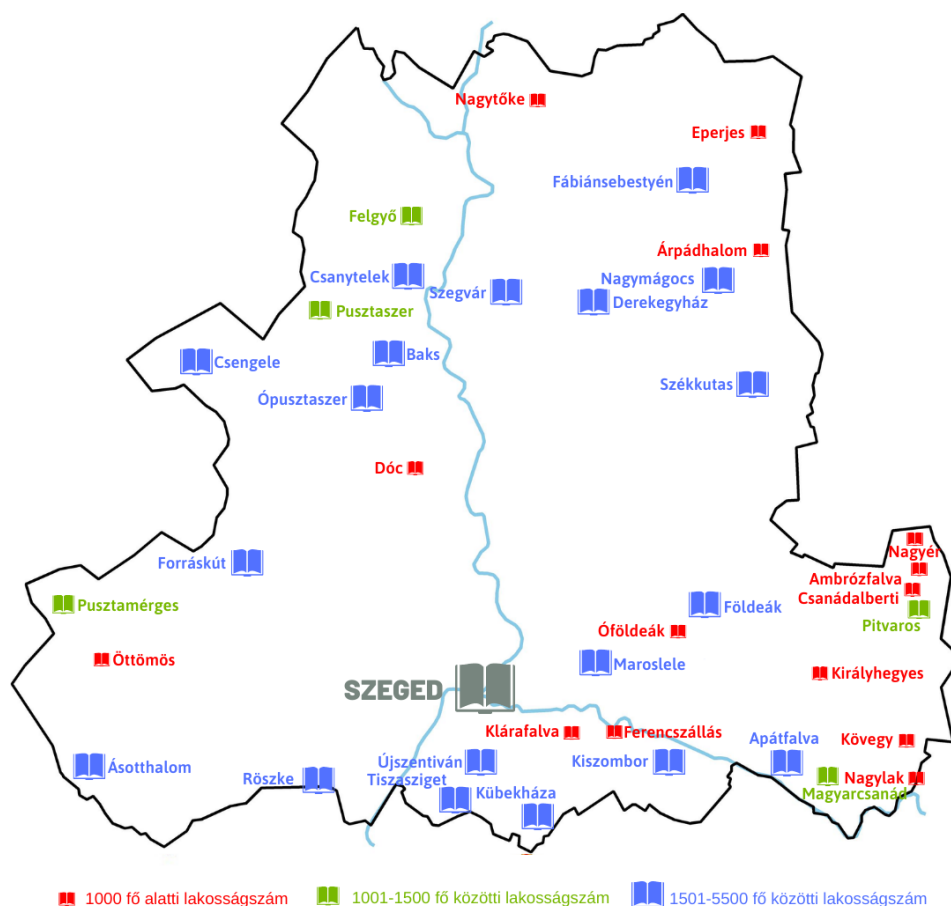 Nagytőke
Eperjes
Fábiánsebestyén
Felgyő
Árpádhalom
Csanytelek
Nagymágocs
Szegvár
Derekegyház
Pusztaszer
Baks
Csengele
Székkutas
Ópusztaszer
Dóc
Nagyér
Forráskút
Ambrózfalva
Csanádalberti
Pusztamérges
Földeák
Pitvaros
Óföldeák
Öttömös
Maroslele
Királyhegyes
SZEGED
Klárafalva
Ferencszállás
Apátfalva
Kövegy
Újszentiván
Kiszombor
Ásotthalom
Röszke
Tiszasziget
Nagylak
Kübekháza
Magyarcsanád
1000 fő alatti lakosságszám
1001-1500 fő közötti lakosságszám
1501-5500 fő közötti lakosságszám